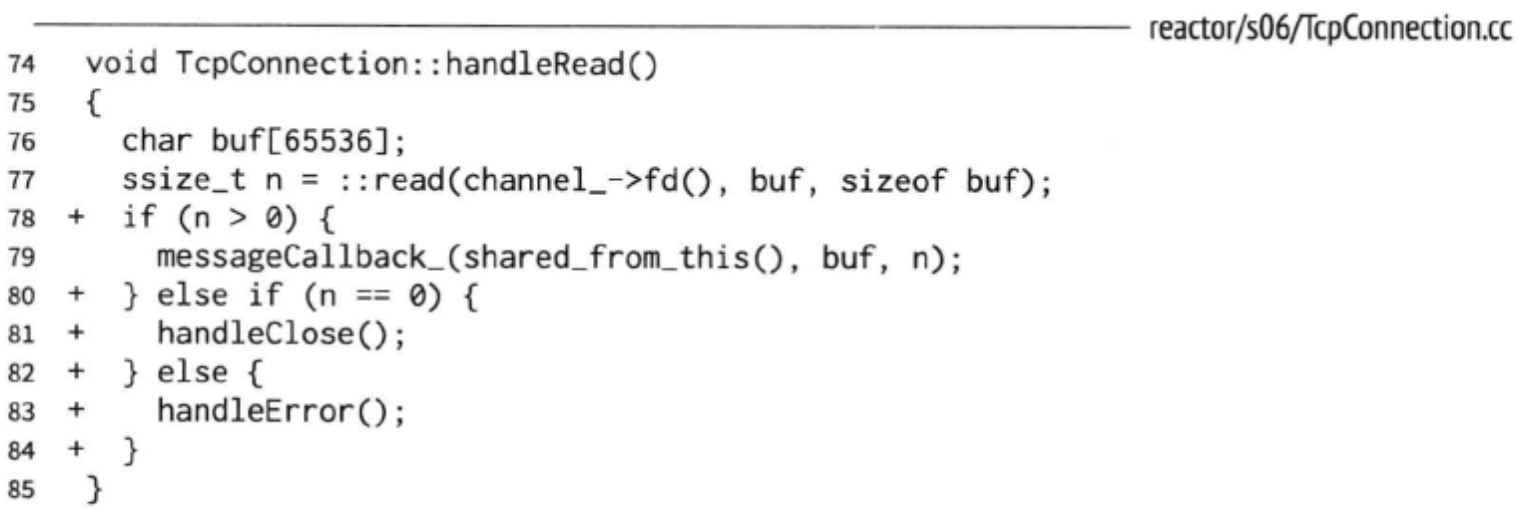 reactor/s06/TcpConnection.cc
74 void TcpConnection::handleRead()
75 {
76 char buf[65536];
77 ssize_t n = ::read(channel_->fd(), buf, sizeof buf);
78 + if (n > 0) {
79 messageCallback_(shared_from_this(), buf, n);
80 + } else if (n == 0) {
81 + handleClose();
82 + } else {
83 + handleError();
84 + }
85 }